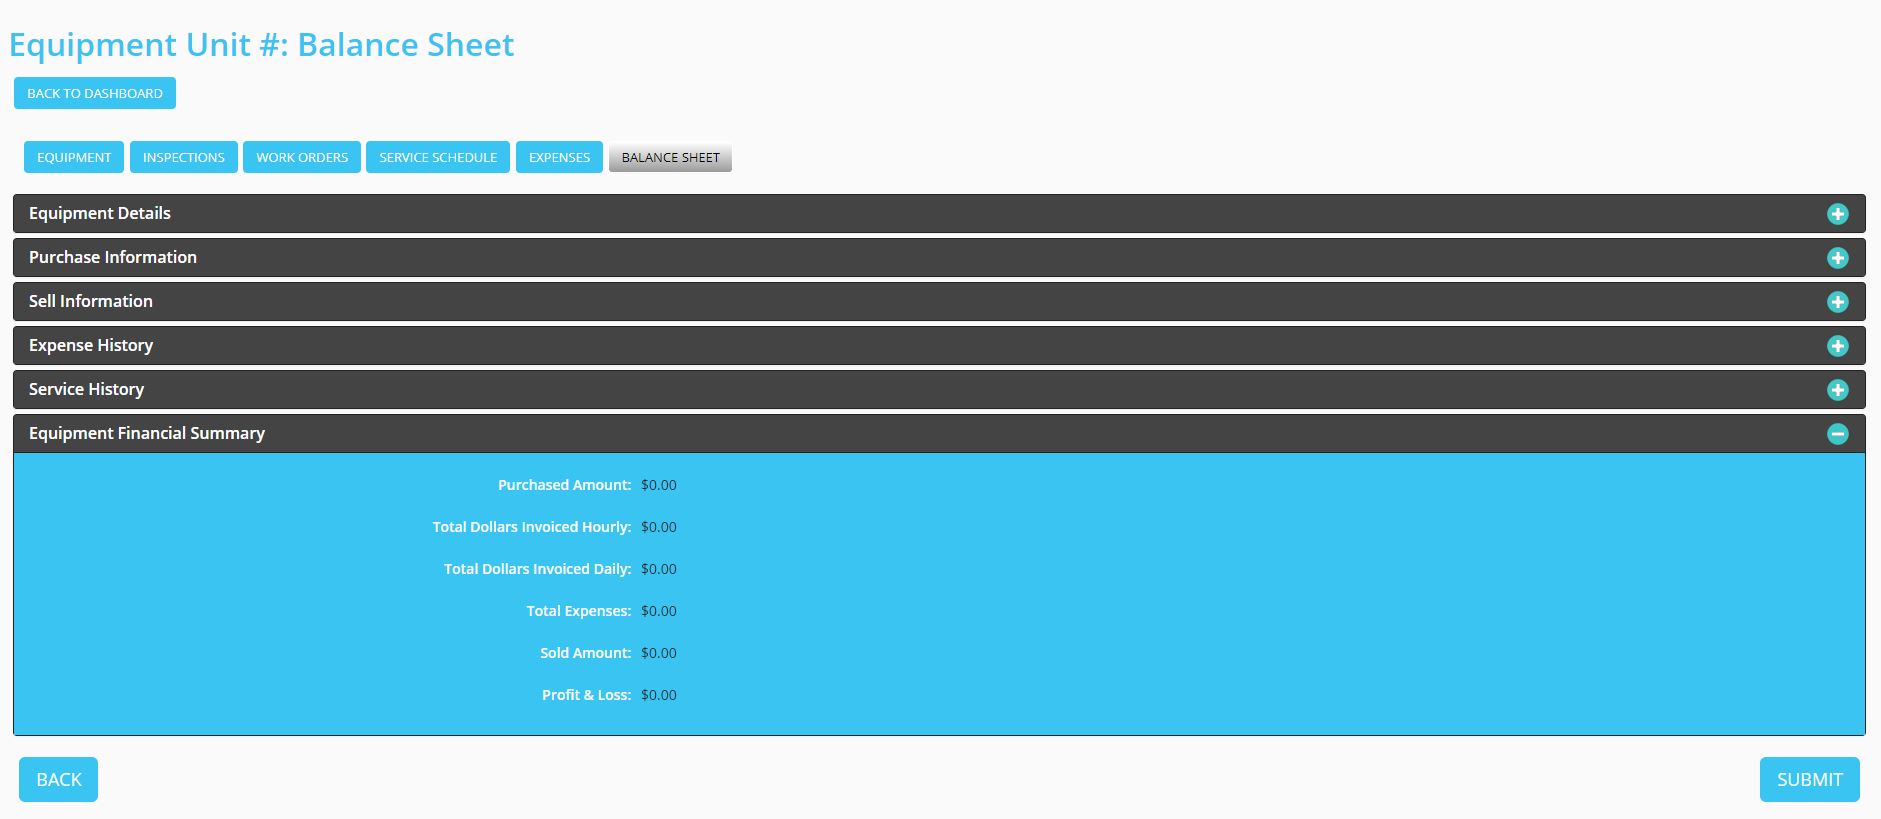 Equipment Unit #: Balance Sheet
BACK TO DASHBOARD
EQUIPMENT INSPECTIONS WORK ORDERS SERVICE SCHEDULE EXPENSES BALANCE SHEET
Equipment Details
Purchase Information
Sell Information
Expense History
Service History
Equipment Financial Summary
Purchased Amount: $0.00
Total Dollars Invoiced Hourly: $0.00
Total Dollars Invoiced Daily: $0.00
Total Expenses: $0.00
Sold Amount: $0.00
Profit & Loss: $0.00
BACK SUBMIT